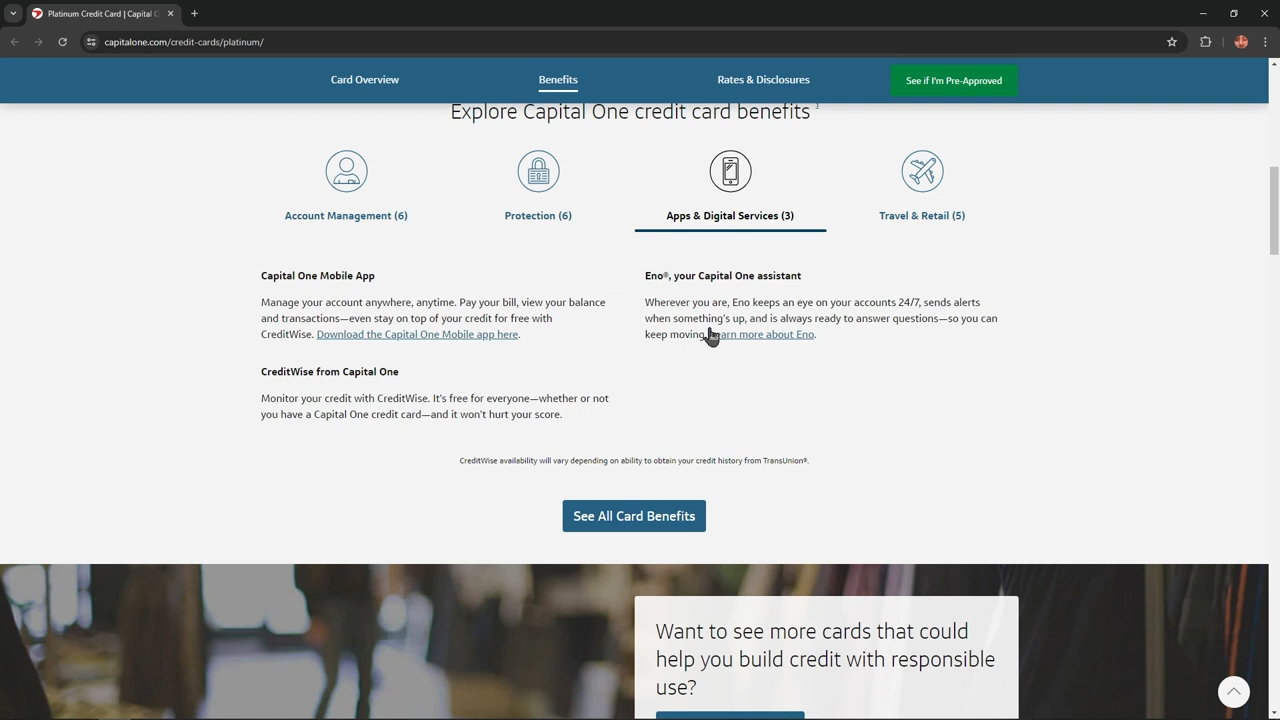 Platinum Credit Card | Capital O
capitalone.com/credit-cards/platinum/
Card Overview
Benefits
Rates & Disclosures
See if I'm Pre-Approved
Explore Capital One credit card benefits
Account Management (6)
Protection (6)
Apps & Digital Services (3)
Travel & Retail (5)
Capital One Mobile App
Manage your account anywhere, anytime. Pay your bill, view your balance
and transactions—even stay on top of your credit for free with
CreditWise. Download the Capital One Mobile app here.
Eno®, your Capital One assistant
Wherever you are, Eno keeps an eye on your accounts 24/7, sends alerts
when something's up, and is always ready to answer questions—so you can
keep moving. Learn more about Eno.
CreditWise from Capital One
Monitor your credit with CreditWise. It's free for everyone—whether or not
you have a Capital One credit card—and it won't hurt your score.
CreditWise availability will vary depending on ability to obtain your credit history from TransUnion®.
See All Card Benefits
Want to see more cards that could
help you build credit with responsible
use?